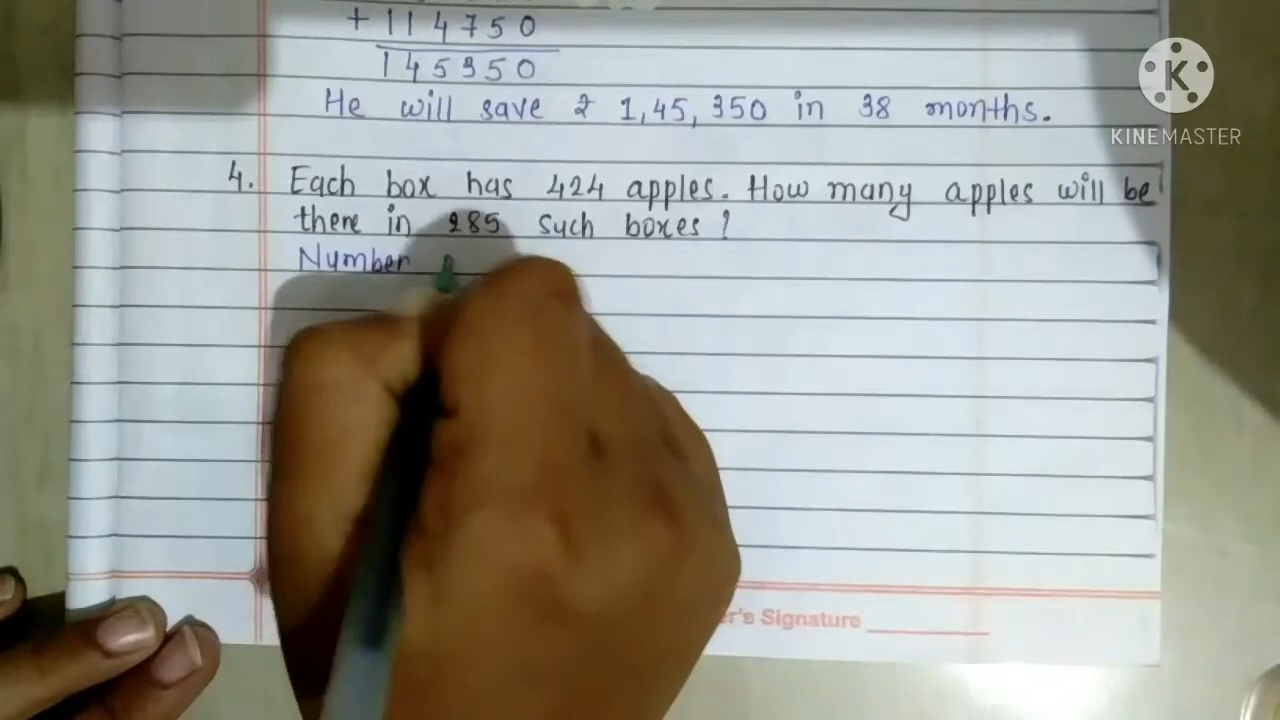 + 114750
145350
He will save ₹ 1,45,350 in 38 months.
4. Each box has 424 apples. How many apples will be
there in 285 such boxes?
Number
er's Signature
K
KINEMASTER